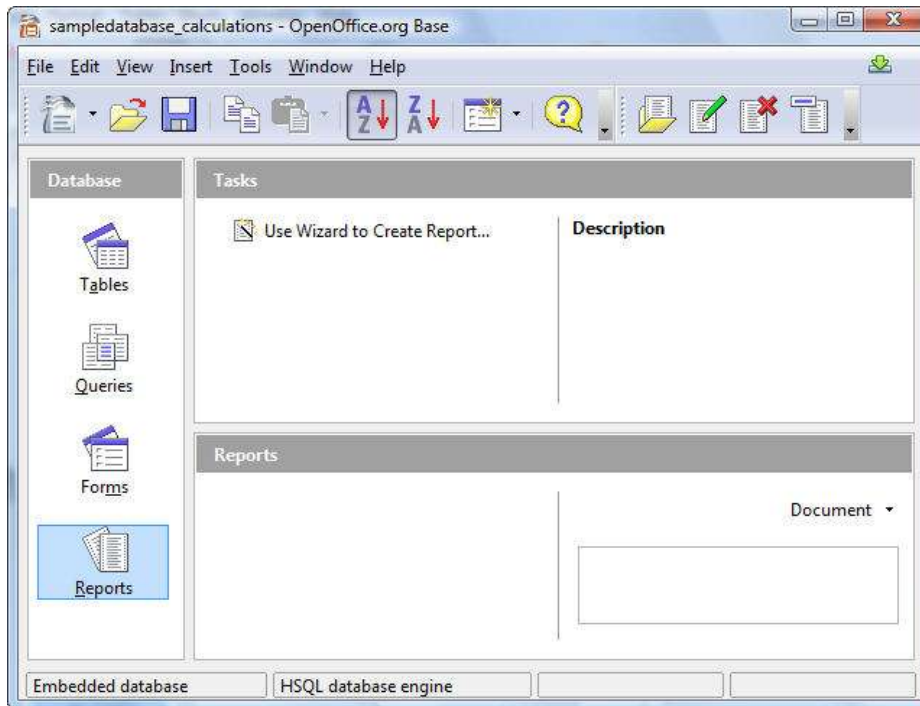 sampledatabase_calculations - OpenOffice.org Base
File Edit View Insert Tools Window Help
A
Z
Z
A
?
Database
Tasks
Use Wizard to Create Report...
Description
Tables
Queries
Forms
Reports
Reports
Document
Embedded database
HSQL database engine